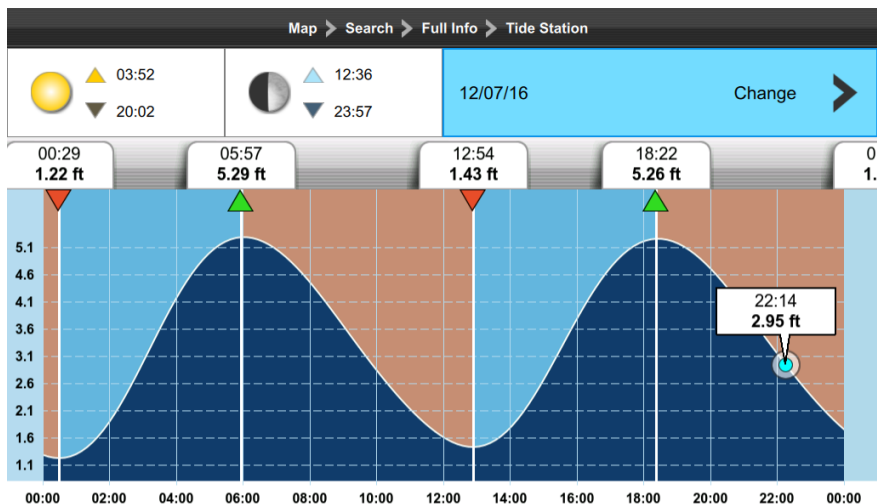 Map Search Full Info Tide Station
03:52
20:02
12:36
23:57
12/07/16 Change
00:29 05:57 12:54 18:22 0
1.22 ft 5.29 ft 1.43 ft 5.26 ft 1.
5.1
4.6
4.1
22:14
3.6
2.95 ft
3.1
2.6
2.1
1.6
1.1
00:00 02:00 04:00 06:00 08:00 10:00 12:00 14:00 16:00 18:00 20:00 22:00 00:00